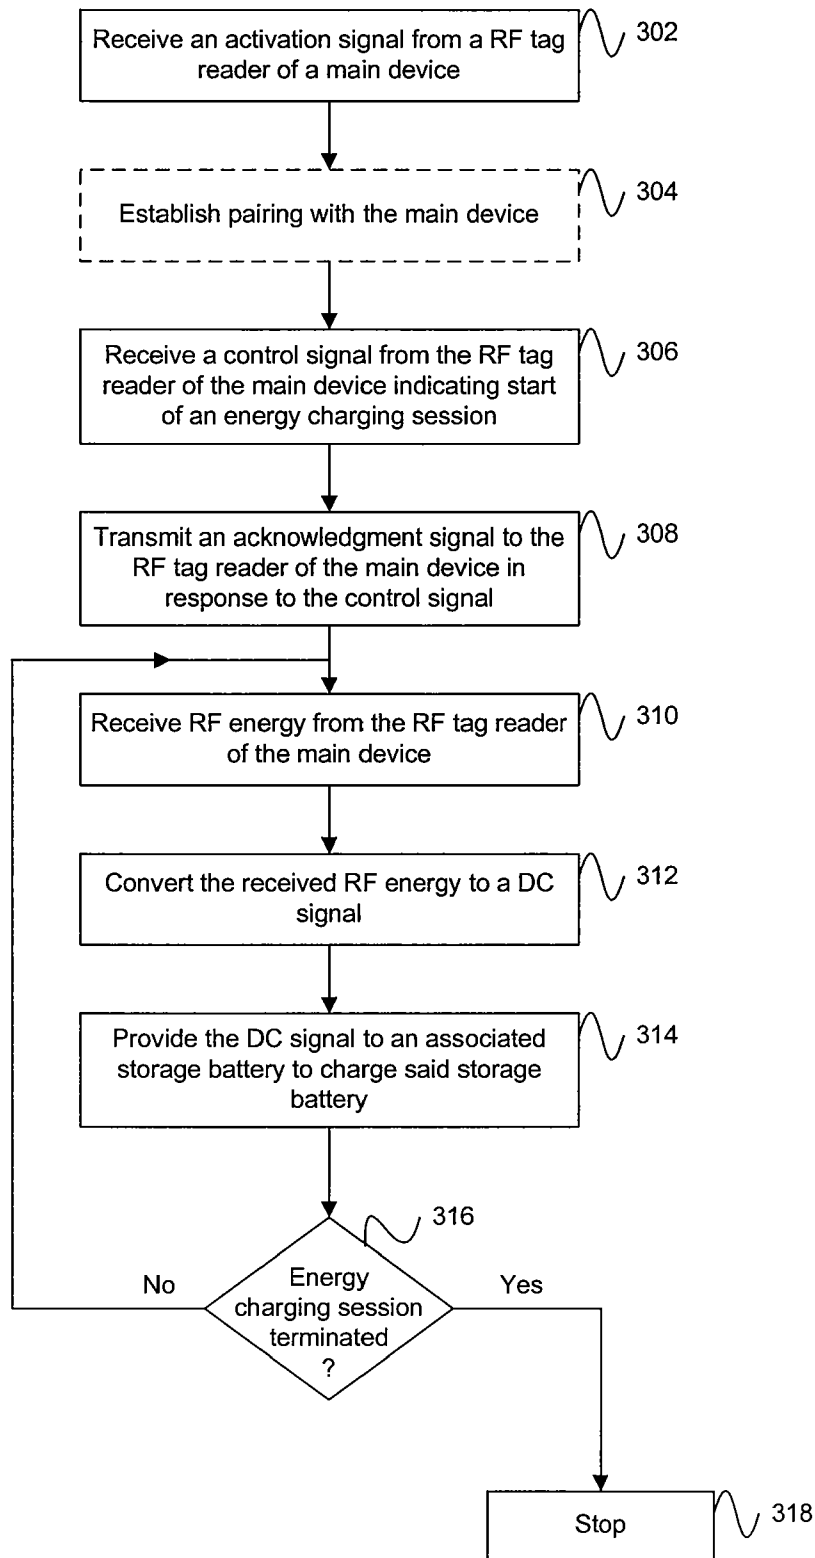 Receive an activation signal from a RF tag
reader of a main device
302
Establish pairing with the main device
304
Receive a control signal from the RF tag
reader of the main device indicating start
of an energy charging session
306
Transmit an acknowledgment signal to the
RF tag reader of the main device in
response to the control signal
308
Receive RF energy from the RF tag reader
of the main device
310
Convert the received RF energy to a DC
signal
312
Provide the DC signal to an associated
storage battery to charge said storage
battery
314
316
No
Energy
charging session
terminated
?
Yes
Stop
318